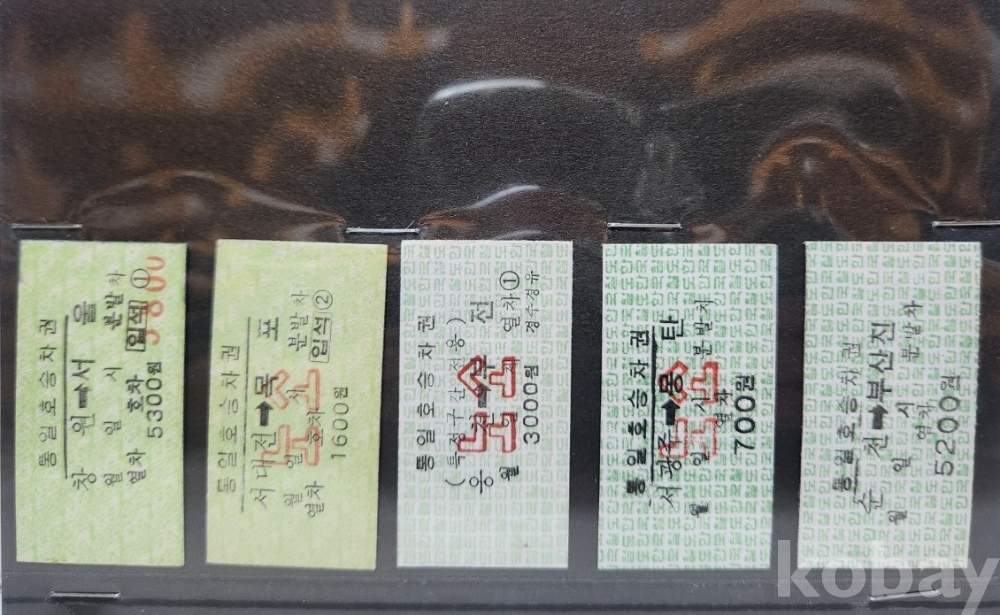 통일호승차권
창원➡서울
월 일 시 분발차
열차 호차 입석 ①
5300원
5800
통일호승차권
서대전➡목포
월 일 시 분발차
열차 호차 입석 ②
1600원
통일호승차권
(특정구간전용)
월 일 열차①
3000원
경수경유
통일호승차권
서광주➡몽탄
월 일 시 분발차
열차
700원
통일호승차권
순천➡부산진
월 일 시 분발차
열차
5200원
kobay